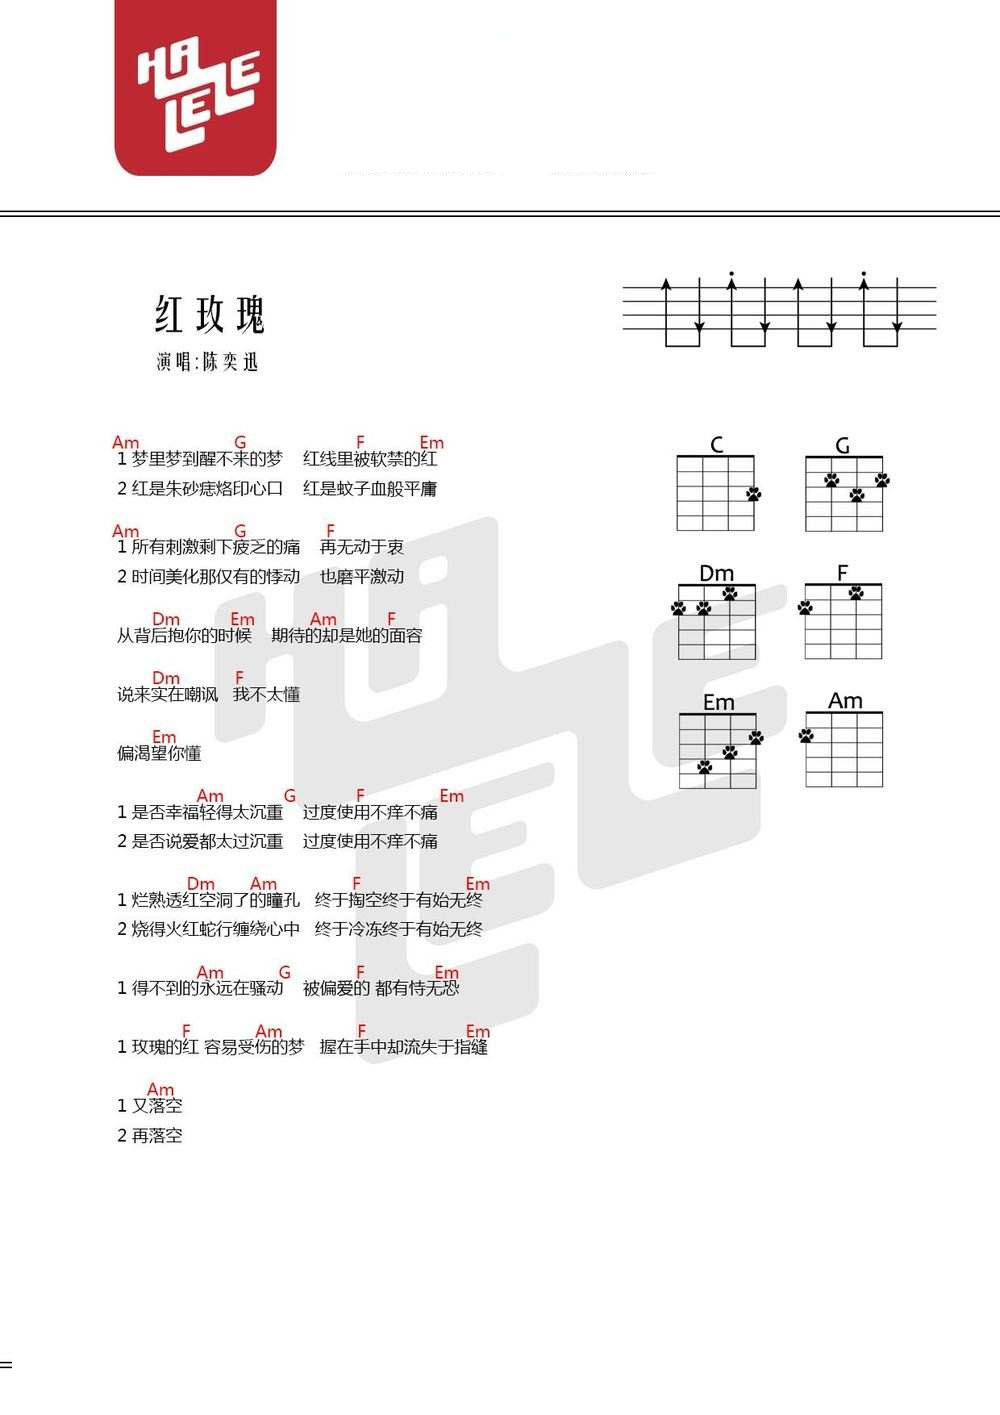 HALELE
红玫瑰
演唱:陈奕迅
Am G F Em
1 梦里梦到醒不来的梦 红线里被软禁的红
2 红是朱砂痣烙印心口 红是蚊子血般平庸
Am G F
1 所有刺激剩下疲乏的痛 再无动于衷
2 时间美化那仅有的悸动 也磨平激动
Dm Em Am F
从背后抱你的时候 期待的却是她的面容
Dm F
说来实在嘲讽 我不太懂
Em
偏渴望你懂
Am G F Em
1 是否幸福轻得太沉重 过度使用不痒不痛
2 是否说爱都太过沉重 过度使用不痒不痛
Dm Am F Em
1 烂熟透红空洞了的瞳孔 终于掏空终于有始无终
2 烧得火红蛇行缠绕心中 终于冷冻终于有始无终
Am G F Em
1 得不到的永远在骚动 被偏爱的 都有恃无恐
F Am F Em
1 玫瑰的红 容易受伤的梦 握在手中却流失于指缝
Am
1 又落空
2 再落空
C G
Dm F
Em Am
HALELE